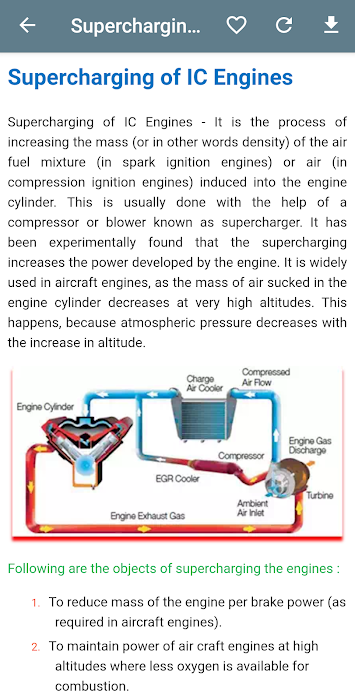 Superchargin...
Supercharging of IC Engines
Supercharging of IC Engines - It is the process of
increasing the mass (or in other words density) of the air
fuel mixture (in spark ignition engines) or air (in
compression ignition engines) induced into the engine
cylinder. This is usually done with the help of a
compressor or blower known as supercharger. It has
been experimentally found that the supercharging
increases the power developed by the engine. It is widely
used in aircraft engines, as the mass of air sucked in the
engine cylinder decreases at very high altitudes. This
happens, because atmospheric pressure decreases with
the increase in altitude.
Charge
Air Cooler
Compressed
Air Flow
Engine Cylinder
Engine Gas
Discharge
Compressor
EGR Cooler
Turbine
Ambient
Air Inlet
Engine Exhaust Gas
Following are the objects of supercharging the engines :
1. To reduce mass of the engine per brake power (as
required in aircraft engines).
2. To maintain power of air craft engines at high
altitudes where less oxygen is available for
combustion.